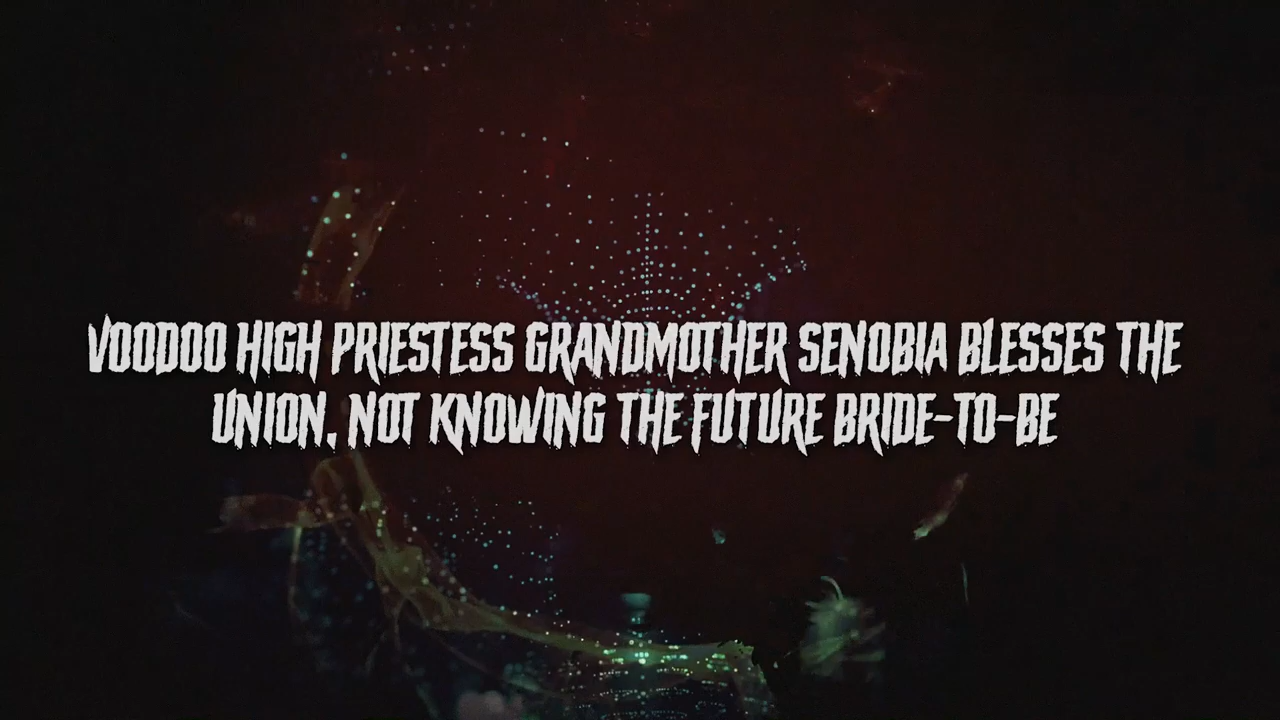 VOODOO HIGH PRIESTESS GRANDMOTHER SENOBIA BLESSES THE
UNION, NOT KNOWING THE FUTURE BRIDE-TO-BE